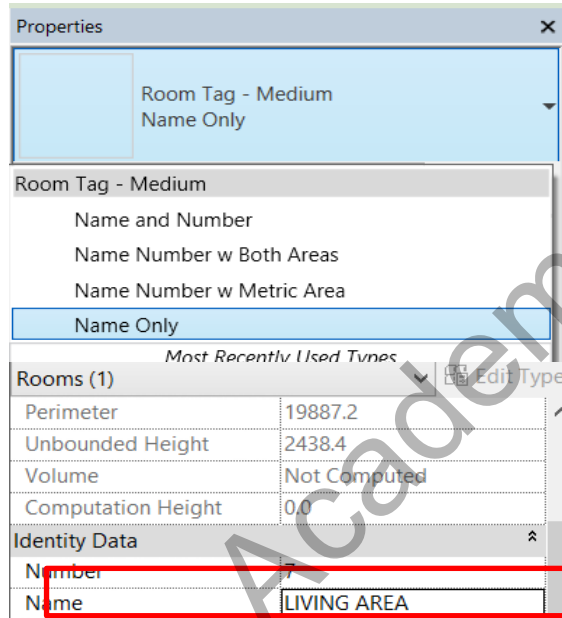 Properties
Room Tag - Medium
Name Only
Room Tag - Medium
Name and Number
Name Number w Both Areas
Name Number w Metric Area
Name Only
Most Recently Used Types
Rooms (1) Edit Type
Perimeter 19887.2
Unbounded Height 2438.4
Volume Not Computed
Computation Height 0.0
Identity Data
Number 7
Name LIVING AREA
Academ